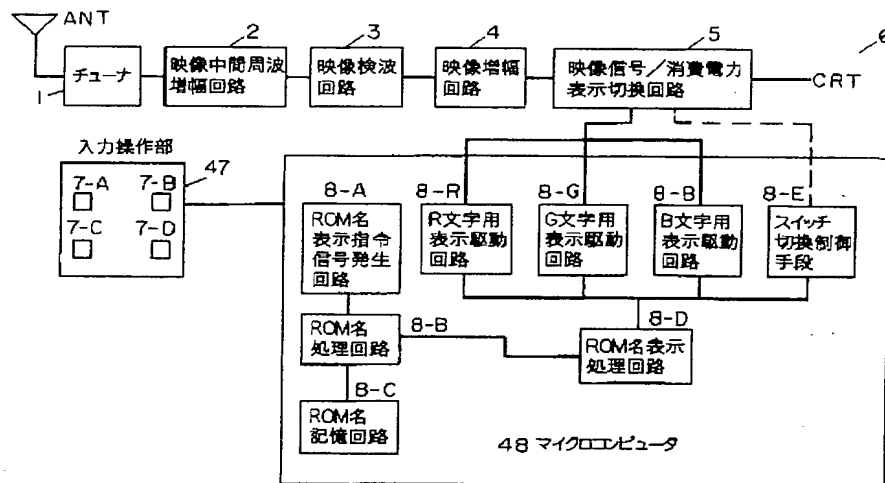 ANT
1
チューナ
2
映像中間周波
増幅回路
3
映像検波
回路
4
映像増幅
回路
5
映像信号/消費電力
表示切換回路
6
CRT
入力操作部
47
7-A
7-B
7-C
7-D
8-A
ROM名
表示指令
信号発生
回路
8-R
R文字用
表示駆動
回路
8-G
G文字用
表示駆動
回路
8-B
B文字用
表示駆動
回路
8-E
スイッチ
切換制御
手段
ROM名
処理回路
8-B
8-D
ROM名表示
処理回路
8-C
ROM名
記憶回路
48 マイクロコンピュータ